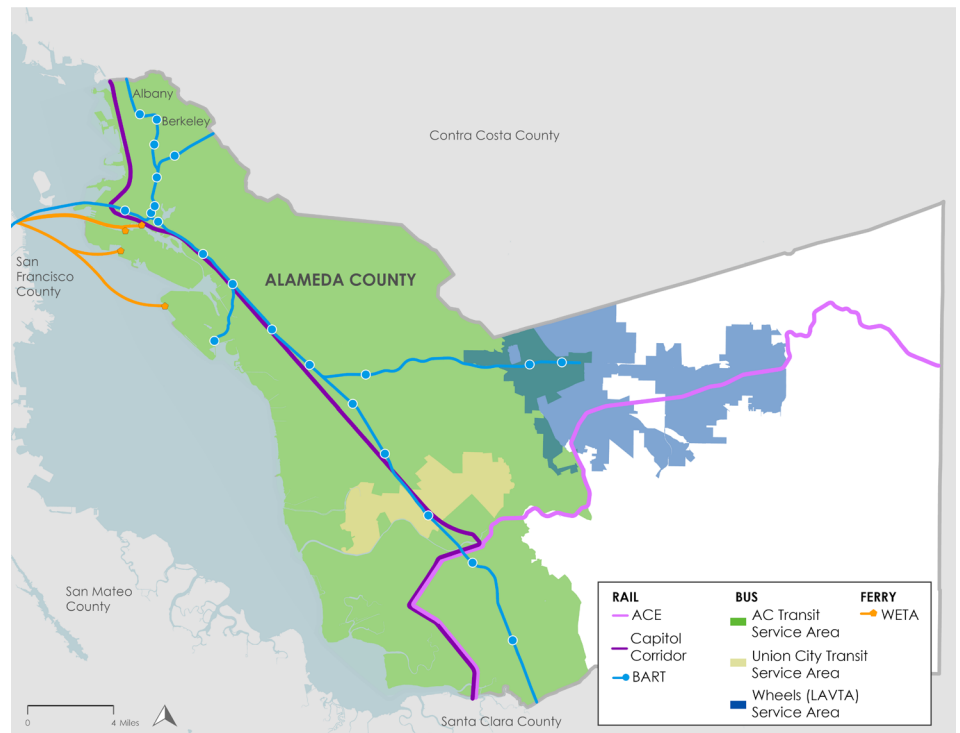 Albany
Berkeley
Contra Costa County
San
Francisco
County
ALAMEDA COUNTY
San Mateo
County
Santa Clara County
0
4 Miles
RAIL
ACE
Capitol
Corridor
BART
BUS
AC Transit
Service Area
Union City Transit
Service Area
Wheels (LAVTA)
Service Area
FERRY
WETA